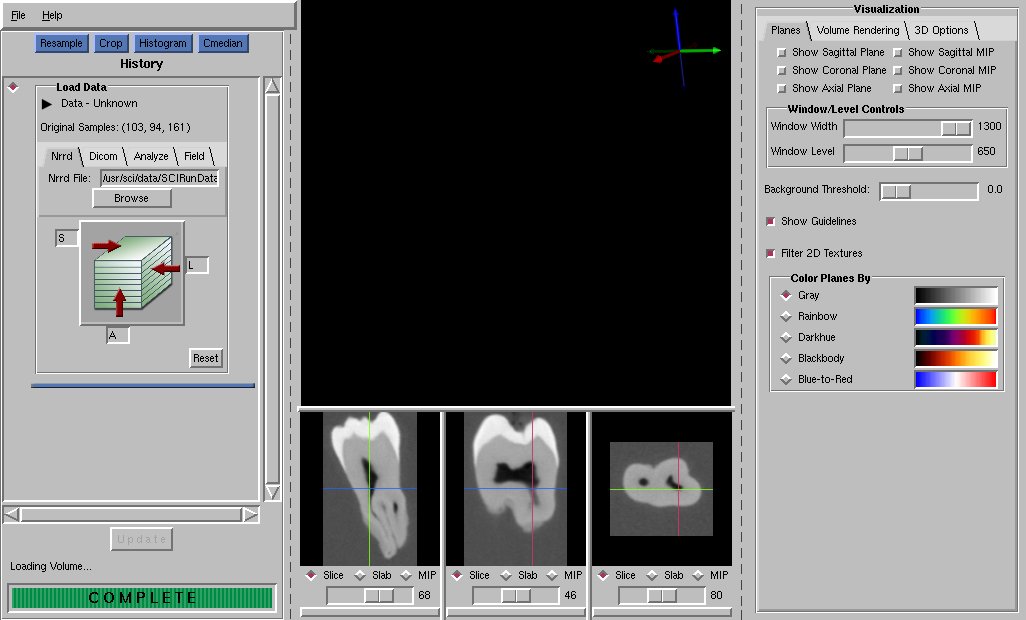 File Help
Resample Crop Histogram Cmedian
History
Load Data
Data - Unknown
Original Samples: (103, 94, 161)
Nrrd Dicom Analyze Field
Nrrd File: /usr/sci/data/SCIRunData
Browse
S
L
A
Reset
Update
Loading Volume...
COMPLETE
Slice Slab MIP
68
Slice Slab MIP
46
Slice Slab MIP
80
Visualization
Planes Volume Rendering 3D Options
Show Sagittal Plane Show Sagittal MIP
Show Coronal Plane Show Coronal MIP
Show Axial Plane Show Axial MIP
Window/Level Controls
Window Width 1300
Window Level 650
Background Threshold: 0.0
Show Guidelines
Filter 2D Textures
Color Planes By
Gray
Rainbow
Darkhue
Blackbody
Blue-to-Red